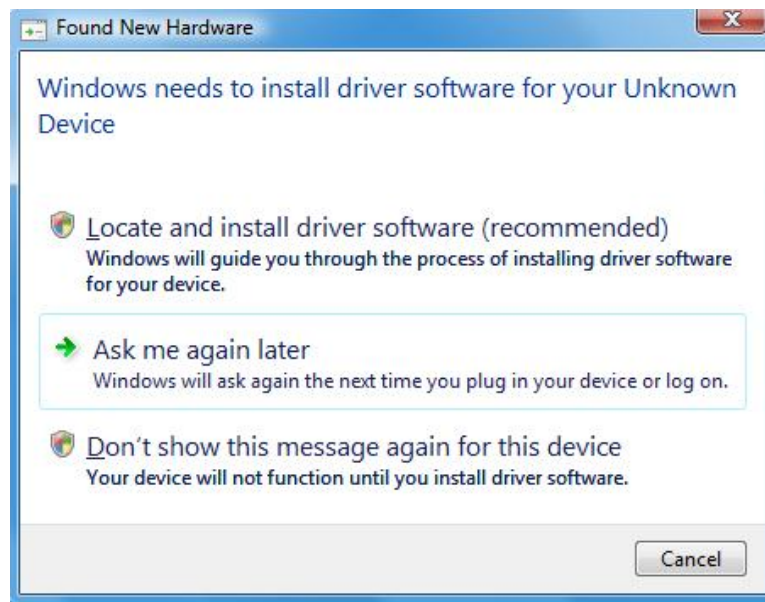 Found New Hardware
Windows needs to install driver software for your Unknown
Device
Locate and install driver software (recommended)
Windows will guide you through the process of installing driver software
for your device.
Ask me again later
Windows will ask again the next time you plug in your device or log on.
Don't show this message again for this device
Your device will not function until you install driver software.
Cancel